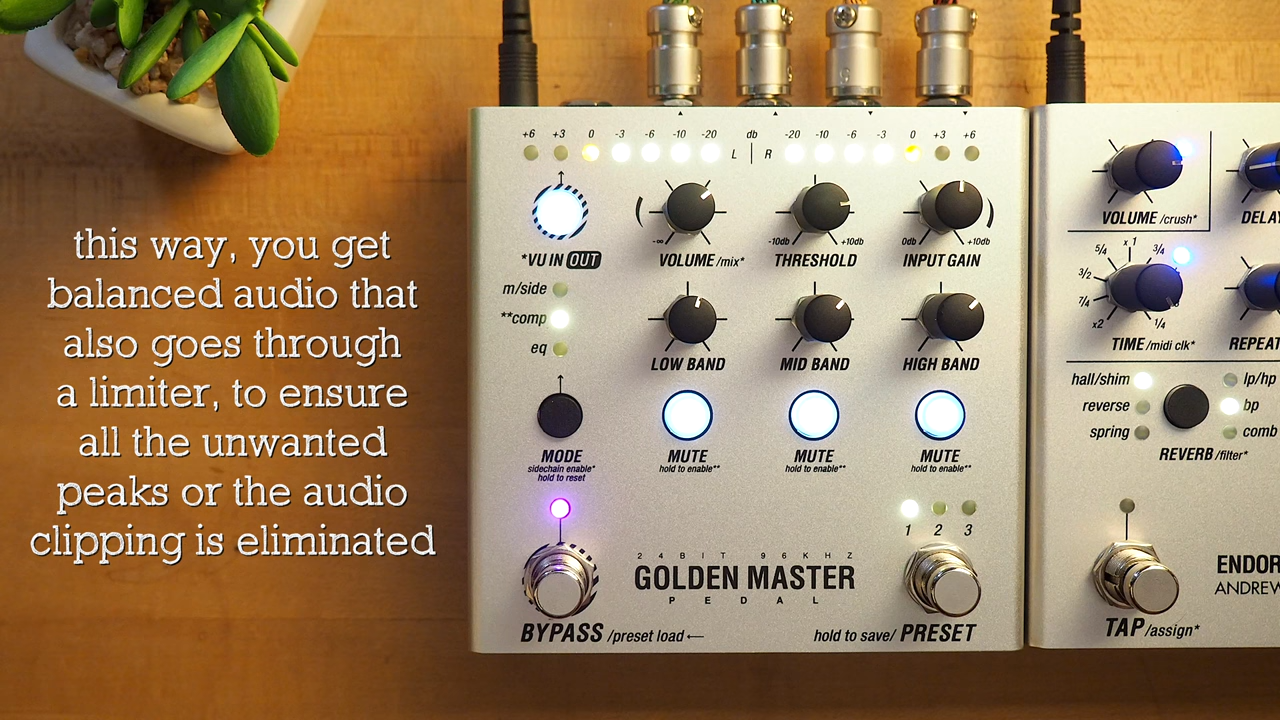 this way, you get
balanced audio that
also goes through
a limiter, to ensure
all the unwanted
peaks or the audio
clipping is eliminated
+6 +3 0 -3 -6 -10 -20 db -20 -10 -6 -3 0 +3 +6
L R
*VU IN OUT
-∞
VOLUME /mix*
-10db +10db
THRESHOLD
0db +10db
INPUT GAIN
m/side
**comp
eq
LOW BAND
MID BAND
HIGH BAND
MODE
sidechain enable*
hold to reset
MUTE
hold to enable**
MUTE
hold to enable**
MUTE
hold to enable**
1 2 3
24BIT 96KHZ
GOLDEN MASTER
PEDAL
BYPASS /preset load ←
hold to save/ PRESET
VOLUME /crush*
DELAY
x 1
5/4 3/4
3/2
7/4
x2 1/4
TIME /midi clk*
REPEAT
hall/shim
reverse
spring
lp/hp
bp
comb
REVERB /filter*
ENDOR
ANDREW
TAP /assign*